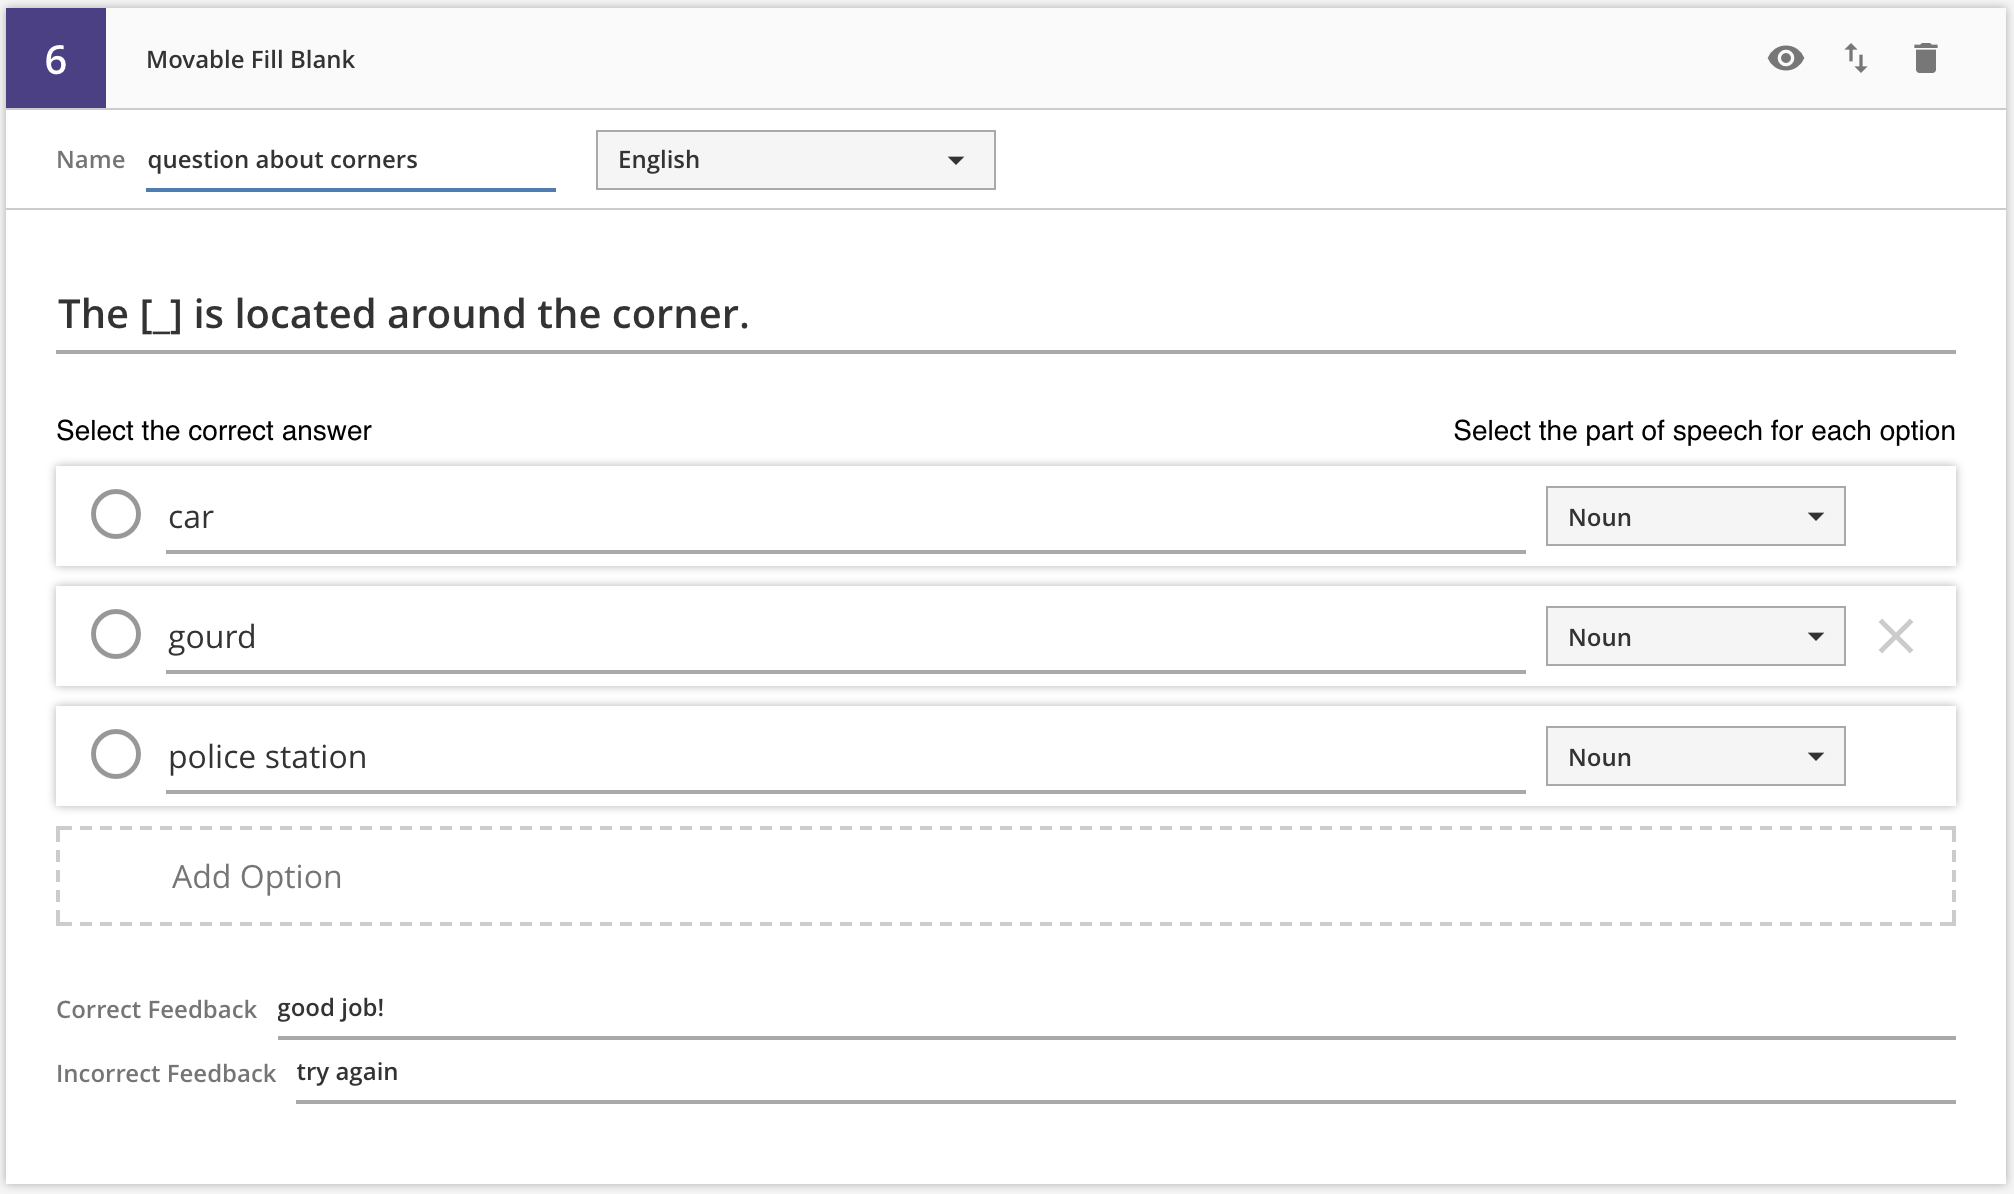 6 Movable Fill Blank
Name question about corners English
The [_] is located around the corner.
Select the correct answer Select the part of speech for each option
car Noun
gourd Noun
police station Noun
Add Option
Correct Feedback good job!
Incorrect Feedback try again